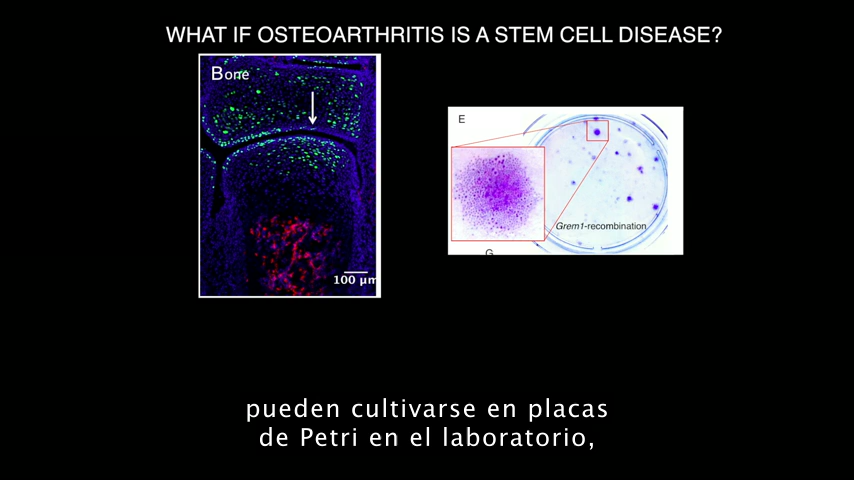 WHAT IF OSTEOARTHRITIS IS A STEM CELL DISEASE?
Bone
E
Grem1-recombination
100 µm
G
pueden cultivarse en placas
de Petri en el laboratorio,